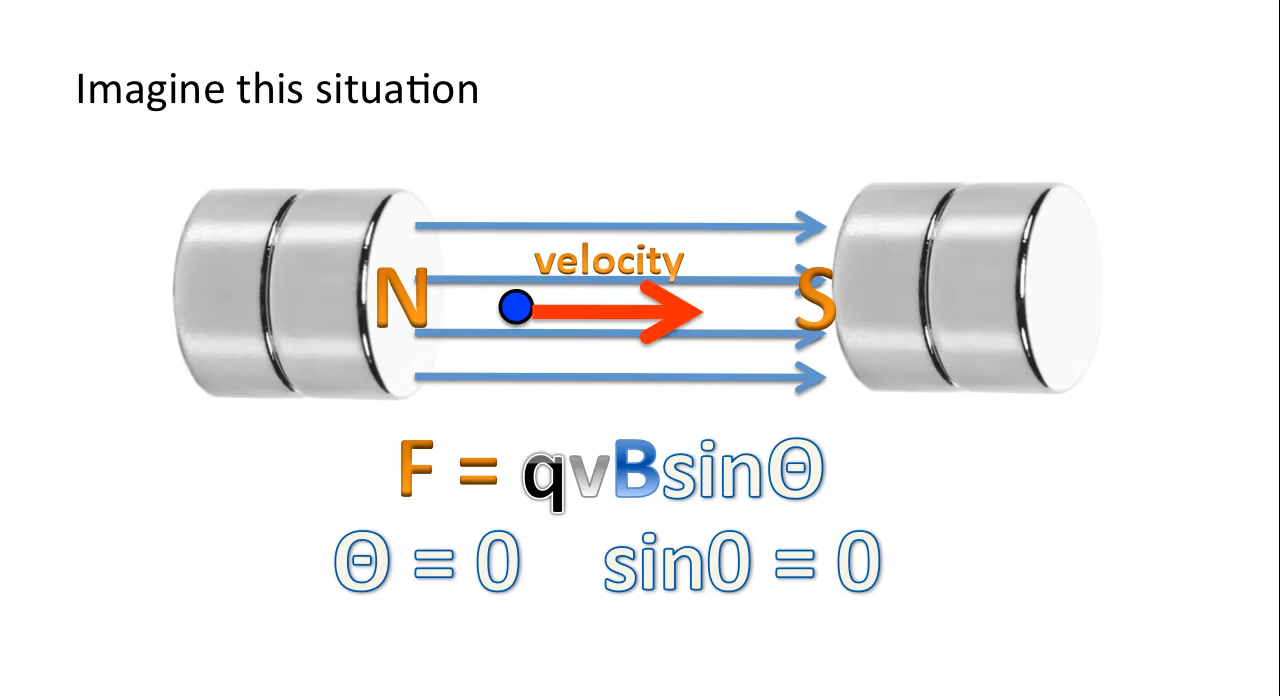 Imagine this situation
velocity
N S
F = qvBsinΘ
Θ = 0 sin0 = 0